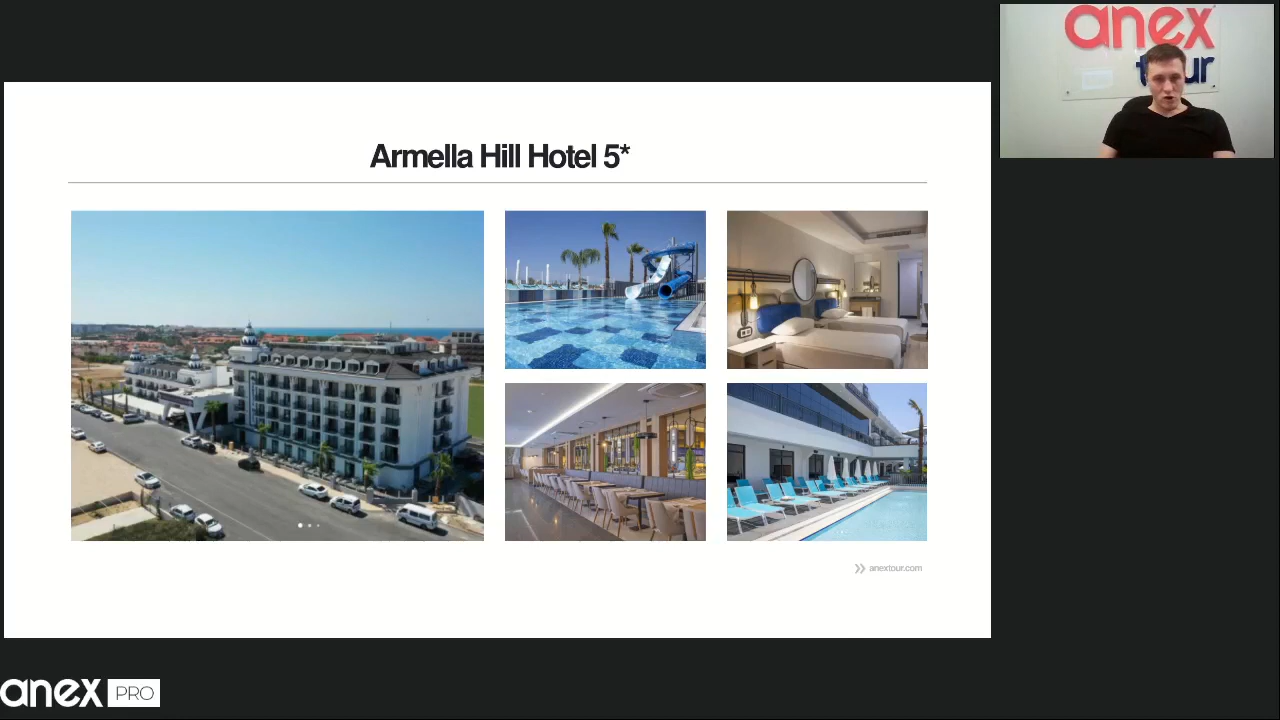 anex
tour
Armella Hill Hotel 5*
anextour.com
anex PRO